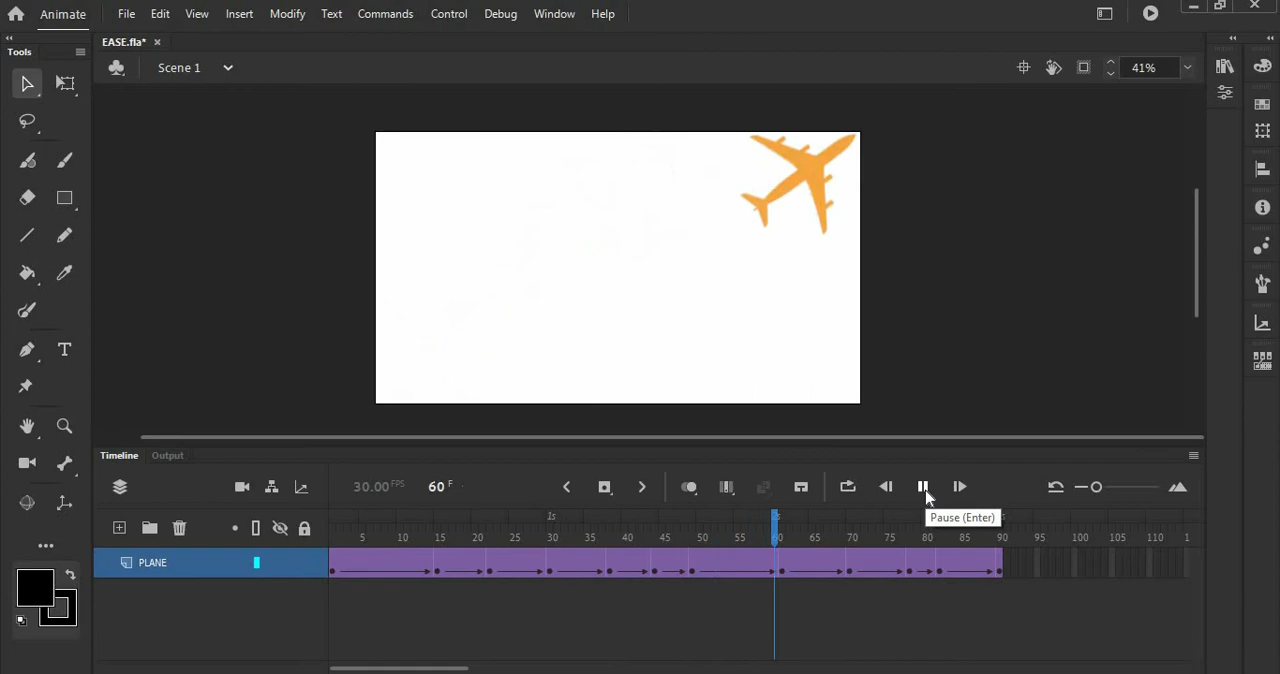 Animate File Edit View Insert Modify Text Commands Control Debug Window Help
EASE.fla*
Tools
Scene 1
41%
T
Timeline Output
30.00 FPS 60 F
Pause (Enter)
1s
5 10 15 20 25 30 35 40 45 50 55 60 65 70 75 80 85 90 95 100 105 110 1
PLANE